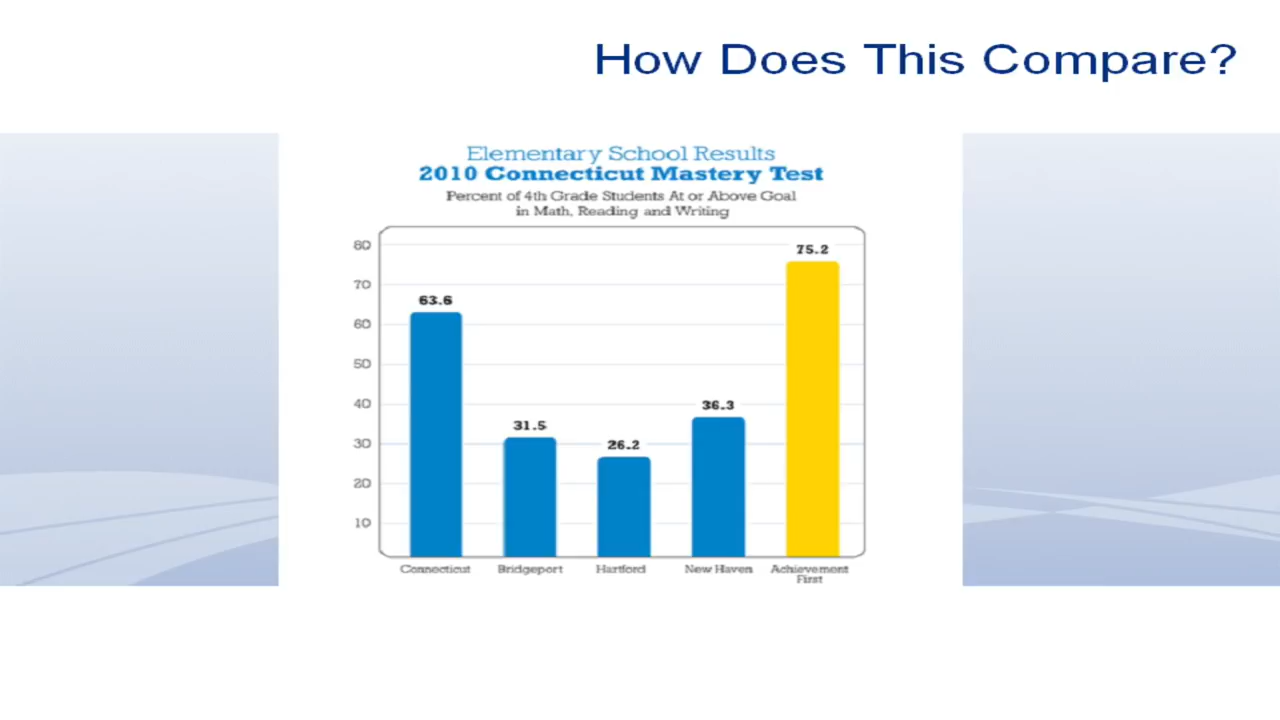 How Does This Compare?
Elementary School Results
2010 Connecticut Mastery Test
Percent of 4th Grade Students At or Above Goal
in Math, Reading and Writing
80
70
60
50
40
30
20
10
63.6
31.5
26.2
36.3
75.2
Connecticut
Bridgeport
Hartford
New Haven
Achievement
First